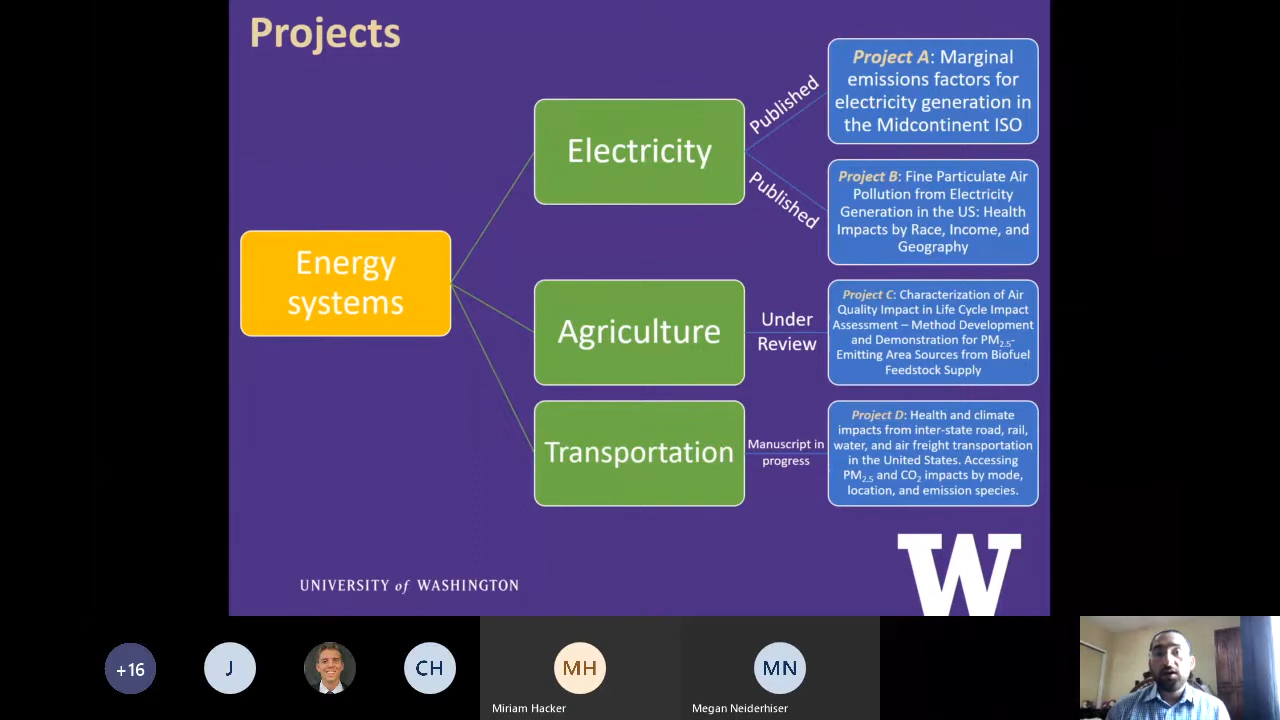 Projects
Energy
systems
Electricity
Published
Published
Project A: Marginal
emissions factors for
electricity generation in
the Midcontinent ISO
Project B: Fine Particulate Air
Pollution from Electricity
Generation in the US: Health
Impacts by Race, Income, and
Geography
Agriculture
Under
Review
Project C: Characterization of Air
Quality Impact in Life Cycle Impact
Assessment – Method Development
and Demonstration for PM2.5-
Emitting Area Sources from Biofuel
Feedstock Supply
Transportation
Manuscript in
progress
Project D: Health and climate
impacts from inter-state road, rail,
water, and air freight transportation
in the United States. Accessing
PM2.5 and CO2 impacts by mode,
location, and emission species.
UNIVERSITY of WASHINGTON
W
+16
J
CH
MH
MN
Miriam Hacker
Megan Neiderhiser